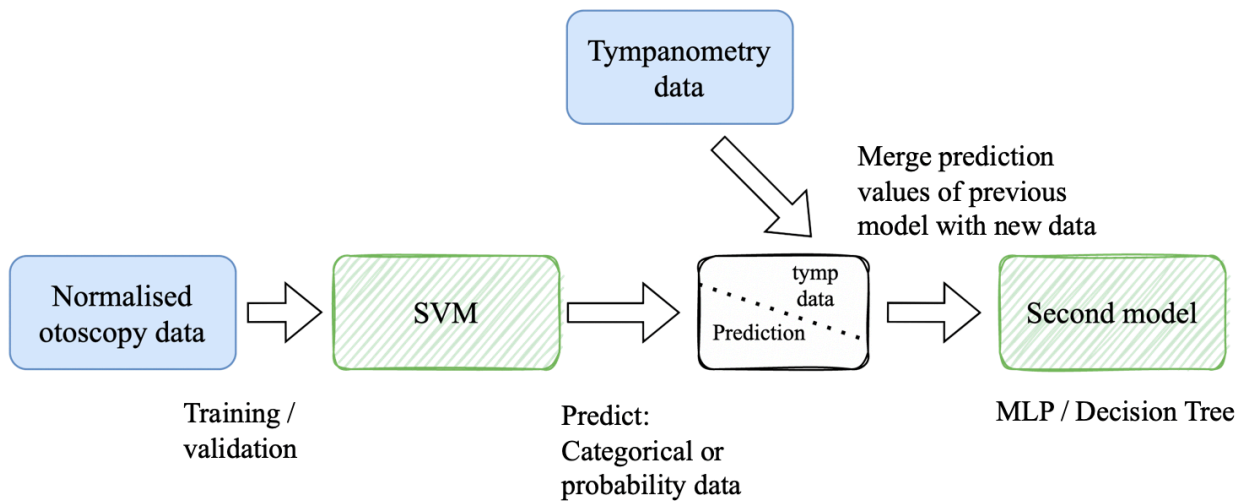 Tympanometry
data
Merge prediction
values of previous
model with new data
Normalised
otoscopy data
SVM
tymp
data
Prediction
Second model
Training /
validation
Predict:
Categorical or
probability data
MLP / Decision Tree